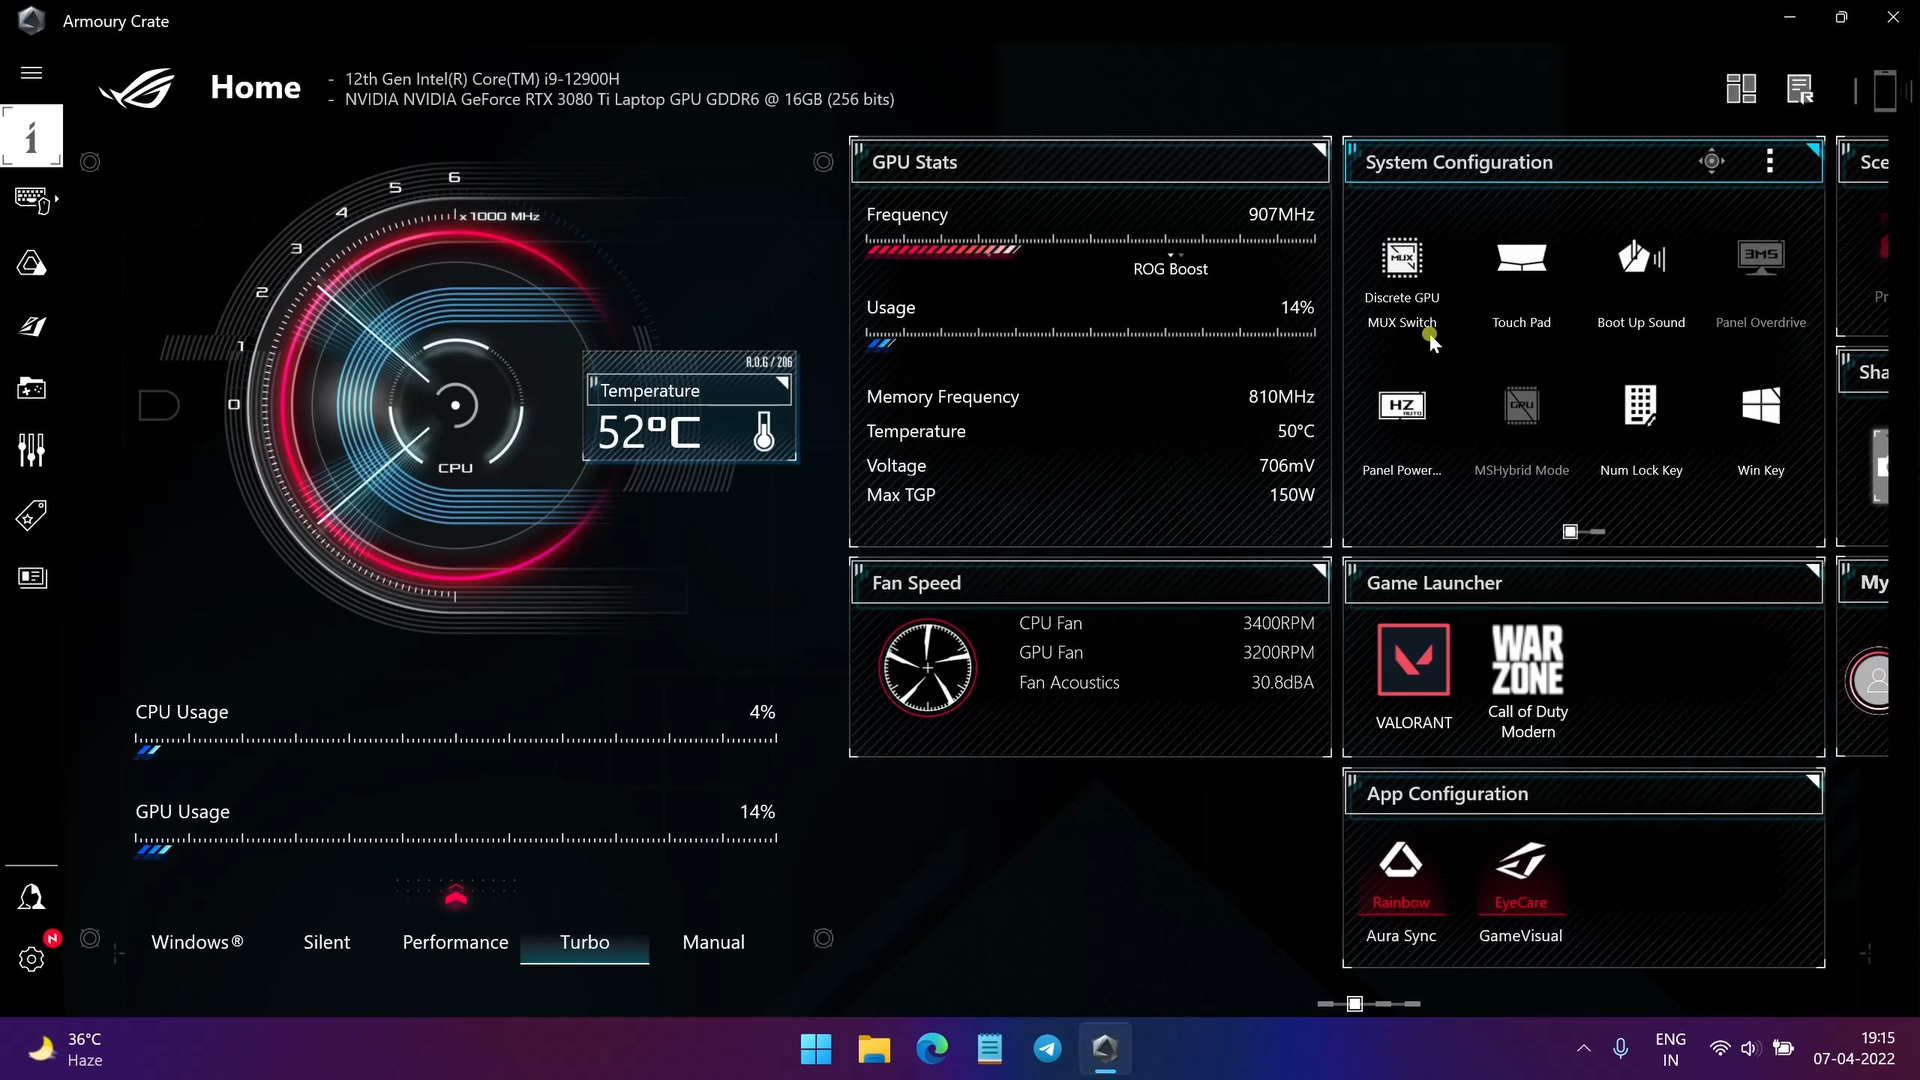 Armoury Crate
Home
- 12th Gen Intel(R) Core(TM) i9-12900H
- NVIDIA NVIDIA GeForce RTX 3080 Ti Laptop GPU GDDR6 @ 16GB (256 bits)
0
1
2
3
4
5
6
x 1000 MHz
CPU
R.O.G / 206
Temperature
52°C
CPU Usage 4%
GPU Usage 14%
Windows® Silent Performance Turbo Manual
GPU Stats
Frequency 907MHz
ROG Boost
Usage 14%
Memory Frequency 810MHz
Temperature 50°C
Voltage 706mV
Max TGP 150W
Fan Speed
CPU Fan 3400RPM
GPU Fan 3200RPM
Fan Acoustics 30.8dBA
System Configuration
MUX
3MS
Discrete GPU
MUX Switch Touch Pad Boot Up Sound Panel Overdrive
HZ
AUTO
GPU
Panel Power... MSHybrid Mode Num Lock Key Win Key
Game Launcher
WAR
ZONE
VALORANT
Call of Duty
Modern
App Configuration
Rainbow EyeCare
Aura Sync GameVisual
Sce
Pr
Sha
My
N
36°C
Haze
ENG
IN
19:15
07-04-2022